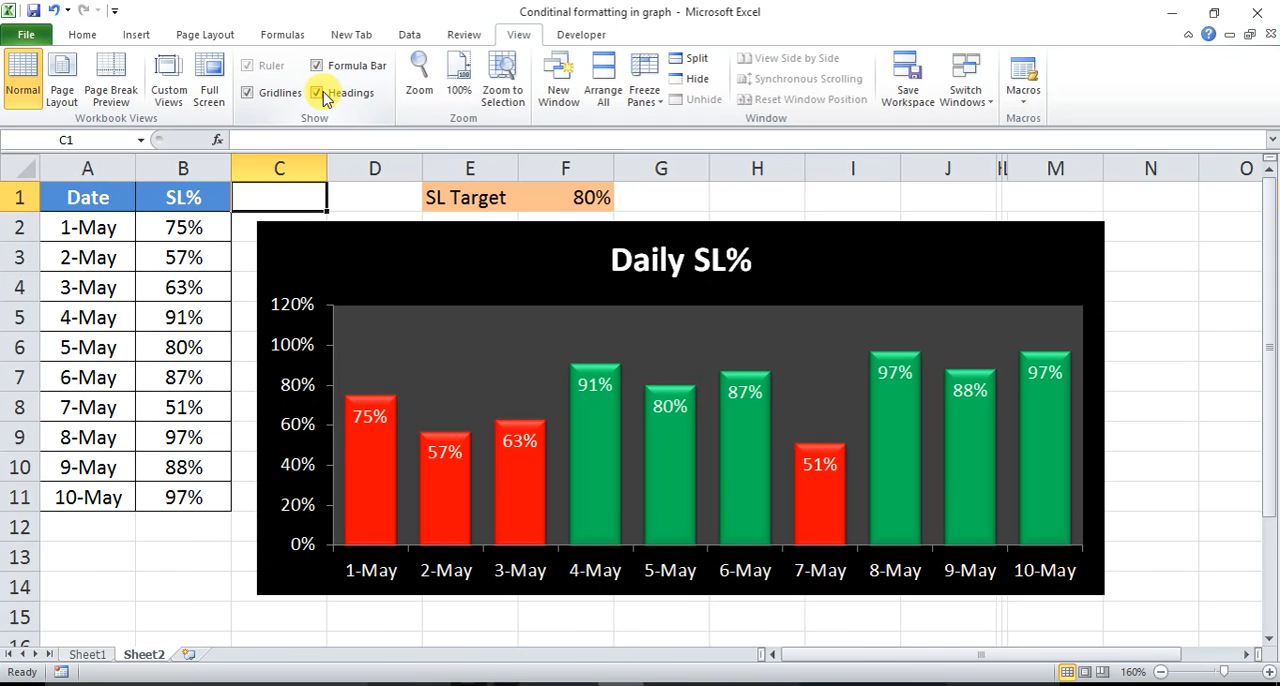 Conditinal formatting in graph - Microsoft Excel
File Home Insert Page Layout Formulas New Tab Data Review View Developer
Normal Page Layout Page Break Preview Custom Views Full Screen
Workbook Views
Ruler Formula Bar
Gridlines Headings
Show
Zoom 100% Zoom to Selection
Zoom
New Window Arrange All Freeze Panes
Split
Hide
Unhide
View Side by Side
Synchronous Scrolling
Reset Window Position
Save Workspace Switch Windows
Window
Macros
Macros
C1 fx
A B C D E F G H I J M N O
1 Date SL% SL Target 80%
2 1-May 75%
3 2-May 57%
4 3-May 63%
5 4-May 91%
6 5-May 80%
7 6-May 87%
8 7-May 51%
9 8-May 97%
10 9-May 88%
11 10-May 97%
12
13
14
15
16
Daily SL%
120%
100%
80%
60%
40%
20%
0%
75% 57% 63% 91% 80% 87% 51% 97% 88% 97%
1-May 2-May 3-May 4-May 5-May 6-May 7-May 8-May 9-May 10-May
Sheet1 Sheet2
Ready 160%